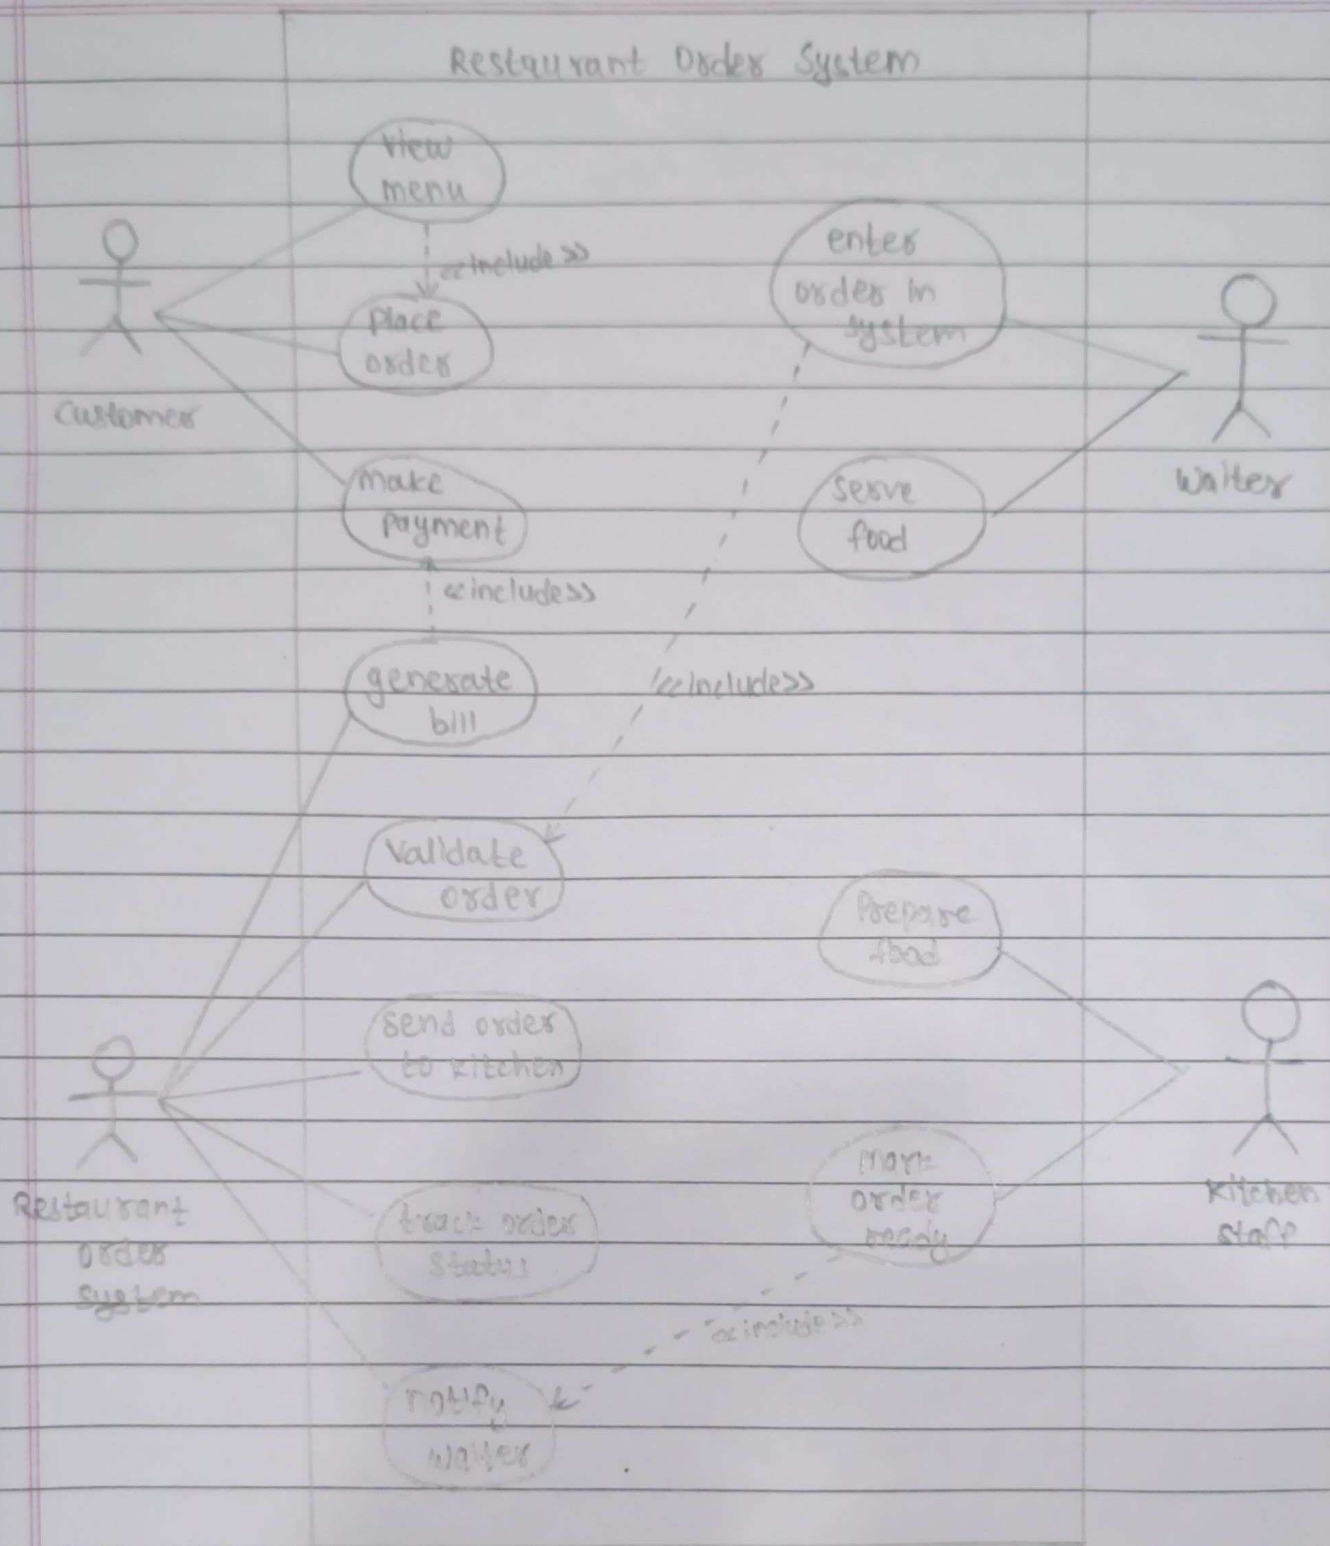 Restaurant Order System
view
menu
<<include>>
place
order
Customer
enter
order in
system
waiter
make
payment
serve
food
<<include>>
generate
bill
<<include>>
validate
order
Prepare
food
send order
to kitchen
Restaurant
order
system
track order
status
mark
order
ready
kitchen
staff
<<include>>
notify
waiter